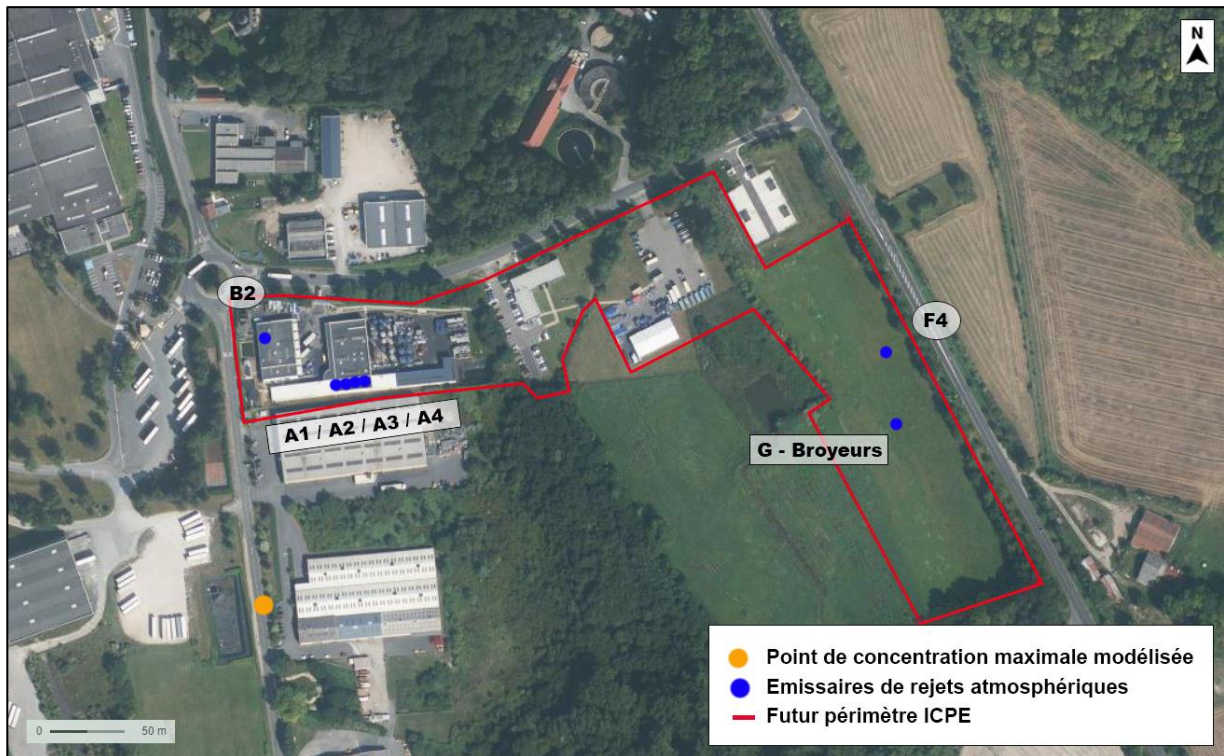 N
B2
F4
A1 / A2 / A3 / A4
G - Broyeurs
Point de concentration maximale modélisée
Emissaires de rejets atmosphériques
Futur périmètre ICPE
0 50 m